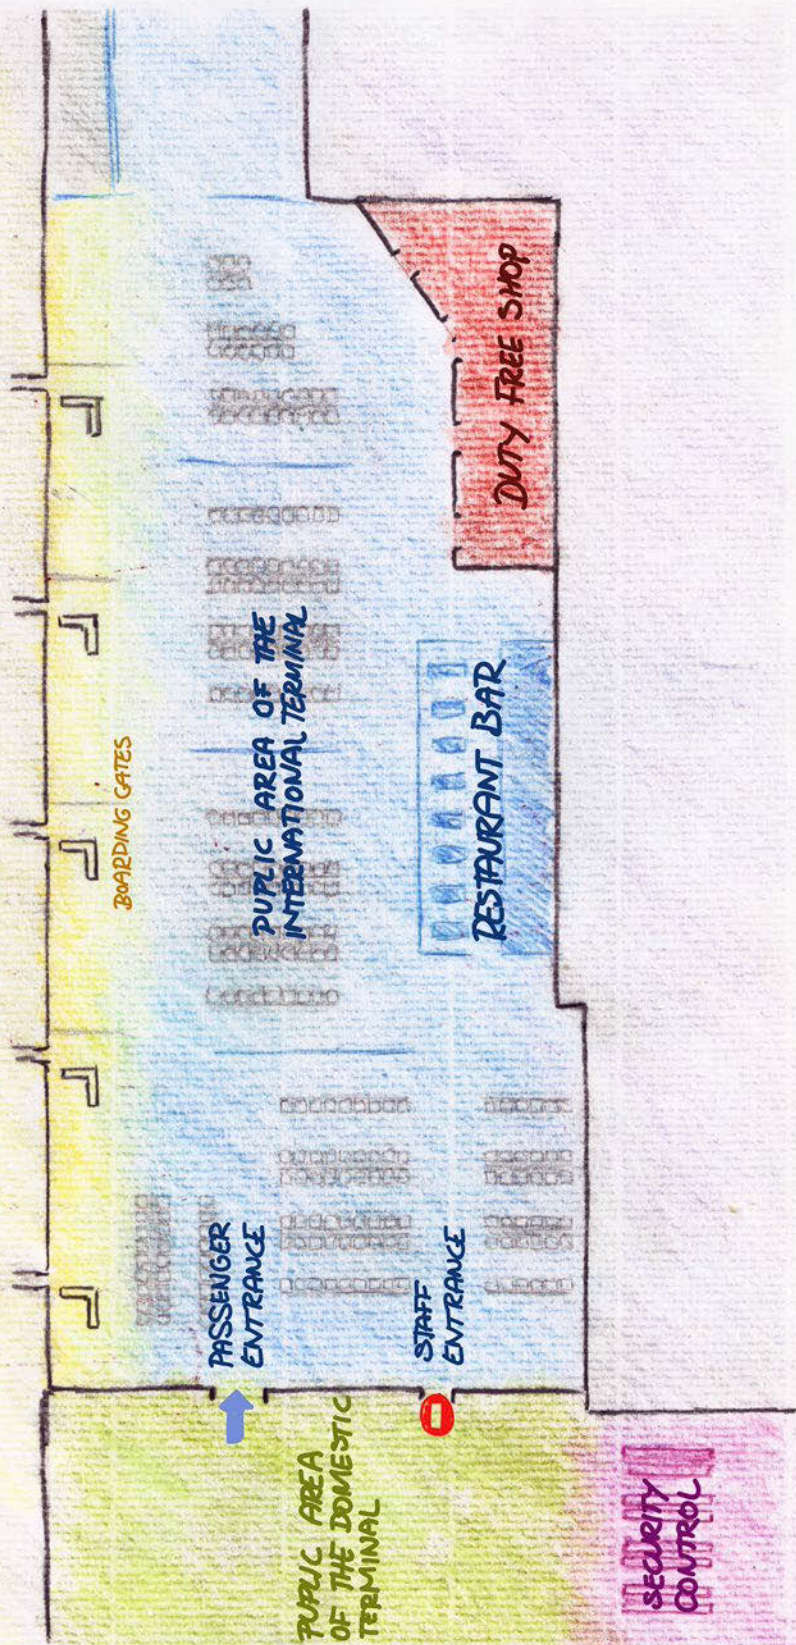 BOARDING GATES
PUPLIC AREA OF THE
INTERNATIONAL TERMINAL
DUTY FREE SHOP
RESTAURANT BAR
PASSENGER
ENTRANCE
STAFF
ENTRANCE
PUPLIC AREA
OF THE DOMESTIC
TERMINAL
SECURITY
CONTROL